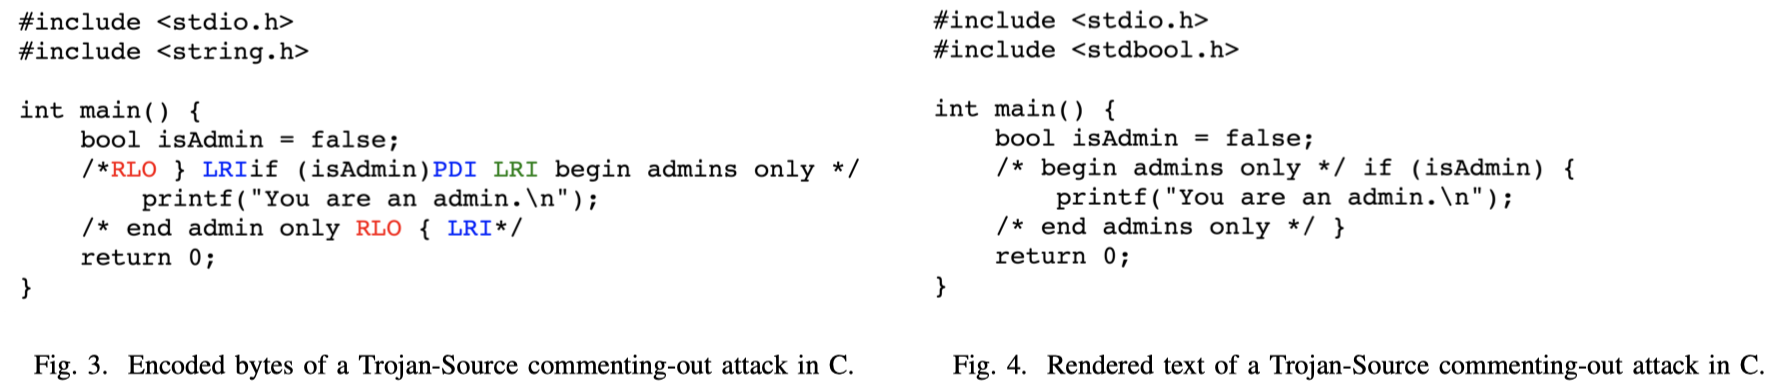 #include <stdio.h>
#include <string.h>

int main() {
    bool isAdmin = false;
    /*RLO } LRIif (isAdmin)PDI LRI begin admins only */
        printf("You are an admin.\n");
    /* end admin only RLO { LRI*/
    return 0;
}

Fig. 3. Encoded bytes of a Trojan-Source commenting-out attack in C.

#include <stdio.h>
#include <stdbool.h>

int main() {
    bool isAdmin = false;
    /* begin admins only */ if (isAdmin) {
        printf("You are an admin.\n");
    /* end admins only */ }
    return 0;
}

Fig. 4. Rendered text of a Trojan-Source commenting-out attack in C.